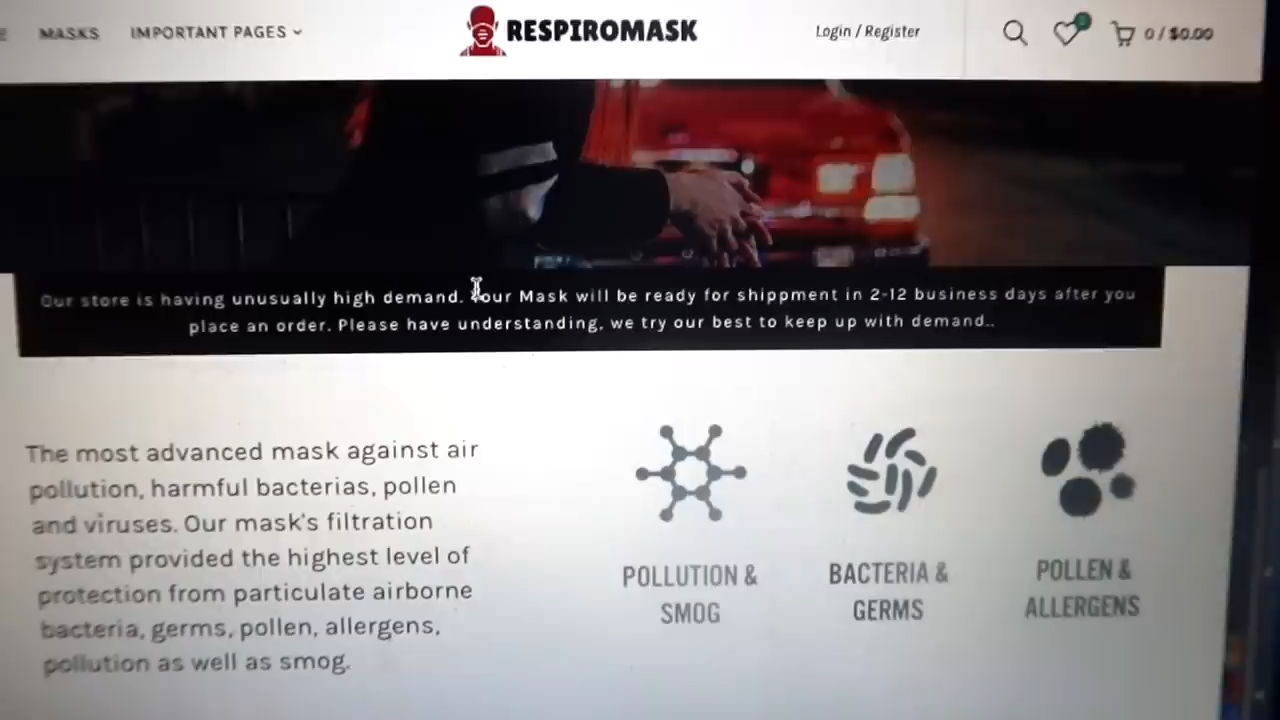 MASKS IMPORTANT PAGES RESPIROMASK Login / Register 0 0 / $0.00
Our store is having unusually high demand. Your Mask will be ready for shippment in 2-12 business days after you
place an order. Please have understanding, we try our best to keep up with demand..
The most advanced mask against air
pollution, harmful bacterias, pollen
and viruses. Our mask's filtration
system provided the highest level of
protection from particulate airborne
bacteria, germs, pollen, allergens,
pollution as well as smog.
POLLUTION &
SMOG
BACTERIA &
GERMS
POLLEN &
ALLERGENS